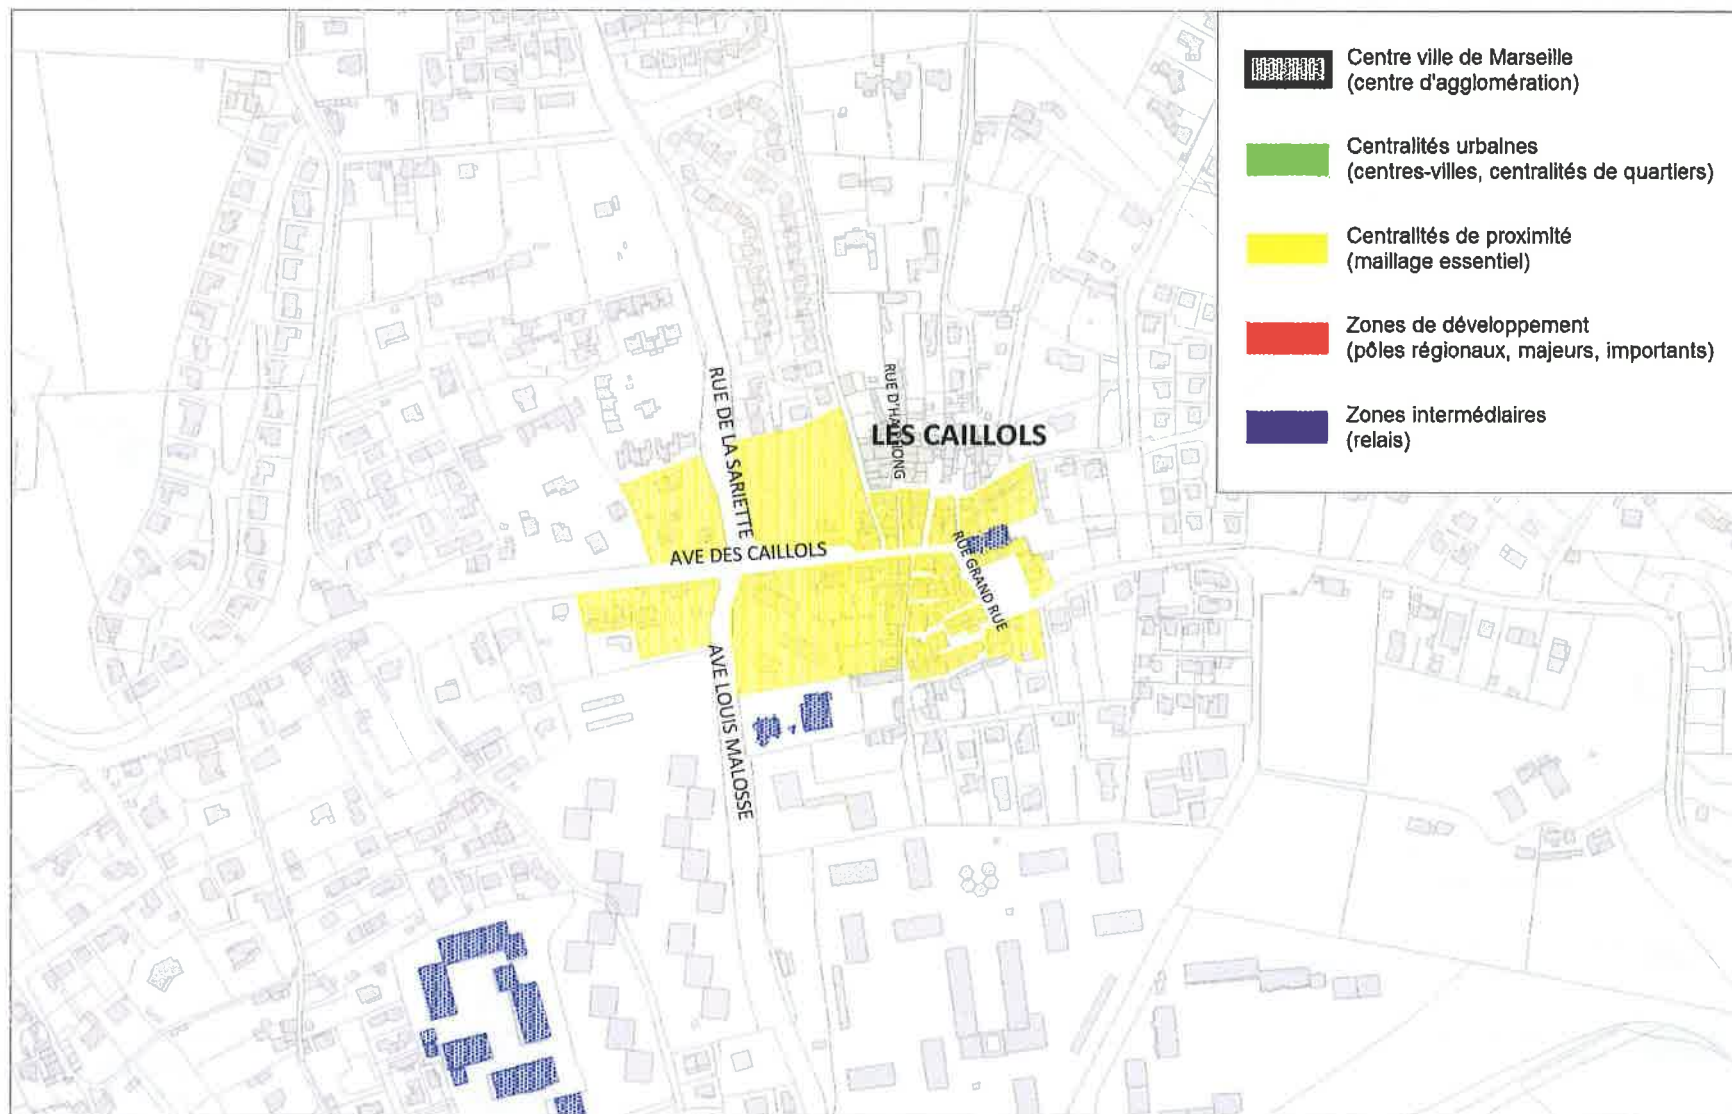 Centre ville de Marseille
(centre d'agglomération)
Centralités urbaines
(centres-villes, centralités de quartiers)
Centralités de proximité
(maillage essentiel)
Zones de développement
(pôles régionaux, majeurs, importants)
Zones intermédiaires
(relais)
RUE DE LA SARIETTE
LES CAILLOLS
AVE DES CAILLOLS
RUE GRAND RUE
AVE LOUIS MALOSSE